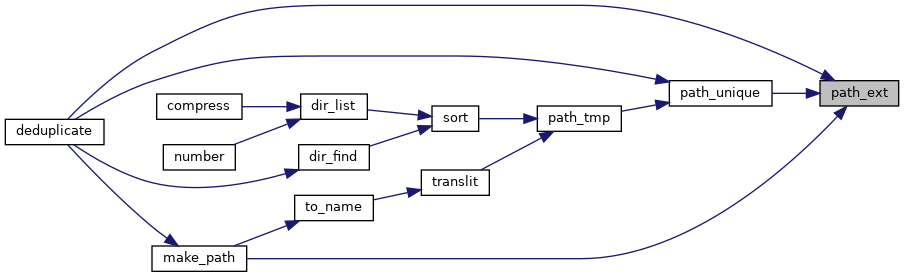 deduplicate
compress
number
dir_list
dir_find
to_name
make_path
sort
translit
path_tmp
path_unique
path_ext